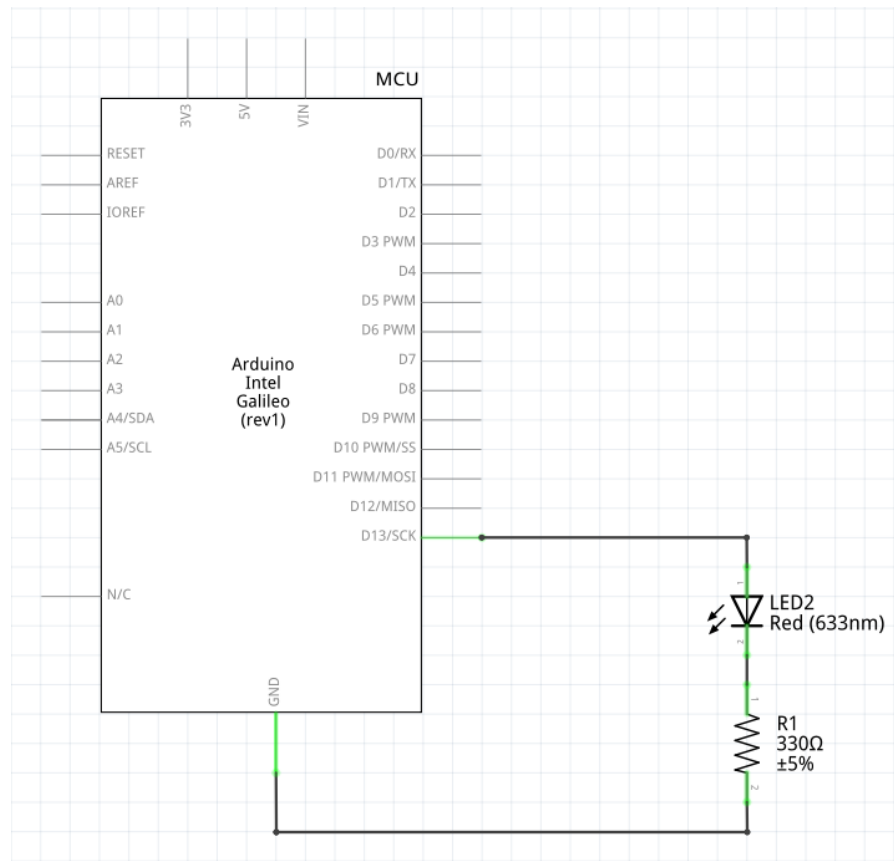 MCU
3V3
5V
VIN
RESET
AREF
IOREF
A0
A1
A2
A3
A4/SDA
A5/SCL
N/C
Arduino
Intel
Galileo
(rev1)
D0/RX
D1/TX
D2
D3 PWM
D4
D5 PWM
D6 PWM
D7
D8
D9 PWM
D10 PWM/SS
D11 PWM/MOSI
D12/MISO
D13/SCK
GND
1
LED2
Red (633nm)
2
1
R1
330Ω
±5%
2